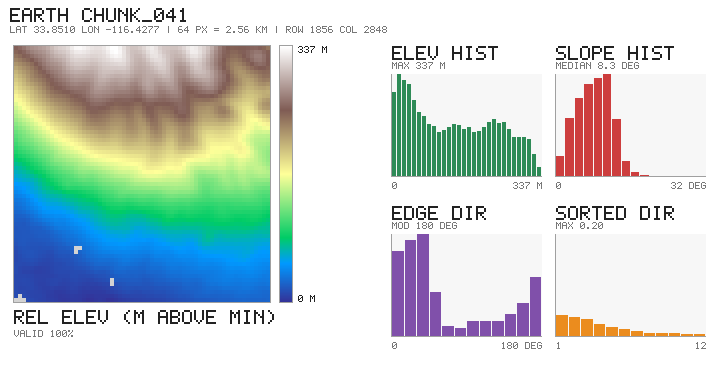 EARTH CHUNK_041
LAT 33.8510 LON -116.4277 | 64 PX = 2.56 KM | ROW 1856 COL 2848
337 M
0 M
REL ELEV (M ABOVE MIN)
VALID 100%
ELEV HIST
MAX 337 M
0 337 M
SLOPE HIST
MEDIAN 8.3 DEG
0 32 DEG
EDGE DIR
MOD 180 DEG
0 180 DEG
SORTED DIR
MAX 0.20
1 12